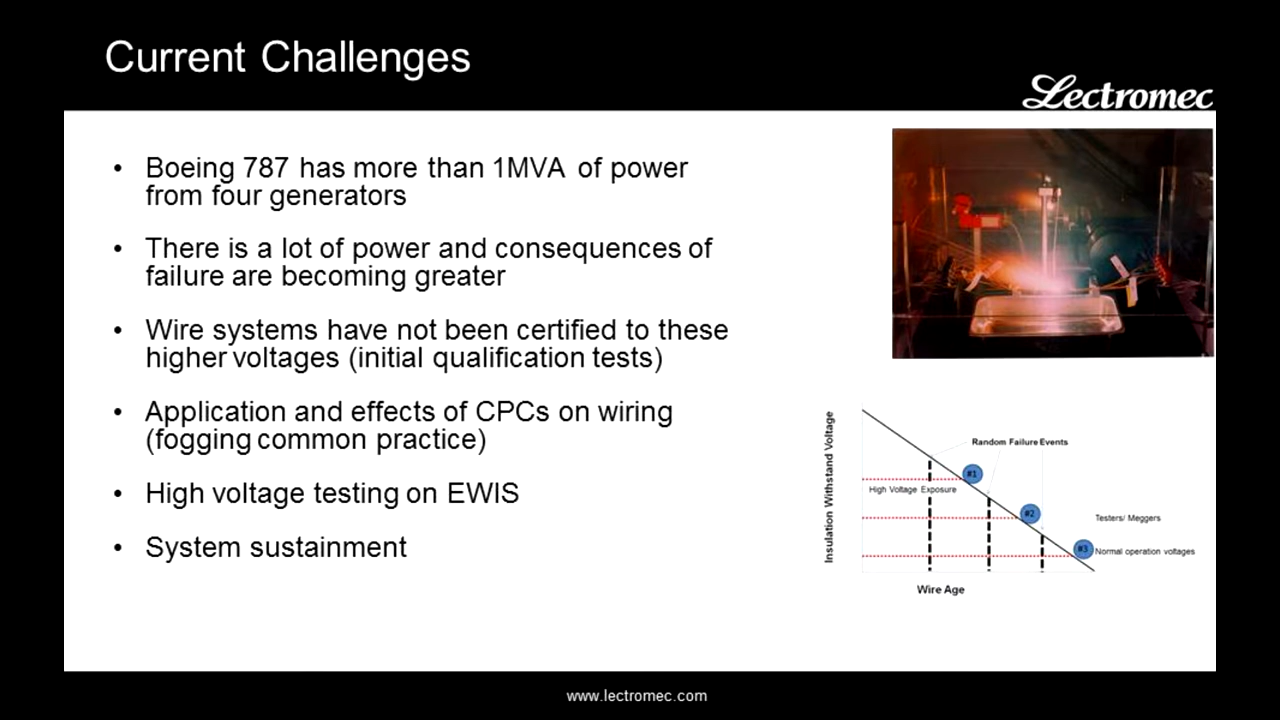 Current Challenges
Lectromec
• Boeing 787 has more than 1MVA of power
from four generators
• There is a lot of power and consequences of
failure are becoming greater
• Wire systems have not been certified to these
higher voltages (initial qualification tests)
• Application and effects of CPCs on wiring
(fogging common practice)
• High voltage testing on EWIS
• System sustainment
Insulation Withstand Voltage
Random Failure Events
#1
High Voltage Exposure
#2
Testers/ Meggers
#3
Normal operation voltages
Wire Age
www.lectromec.com